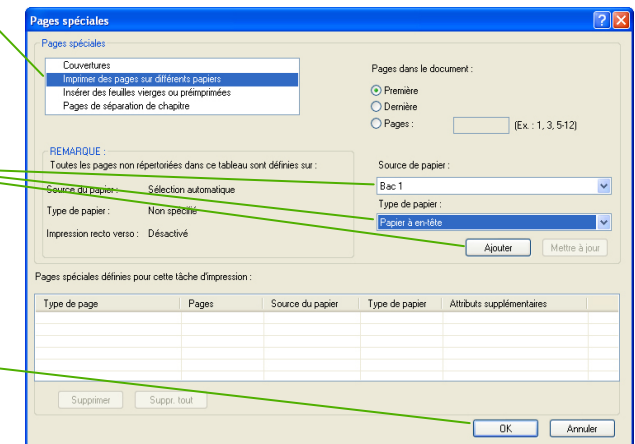 Pages spéciales
Pages spéciales
Couvertures
Imprimer des pages sur différents papiers
Insérer des feuilles vierges ou préimprimées
Pages de séparation de chapitre
Pages dans le document :
Première
Dernière
Pages :
(Ex. : 1, 3, 5-12)
REMARQUE :
Toutes les pages non répertoriées dans ce tableau sont définies sur :
Source du papier : Sélection automatique
Type de papier : Non spécifié
Impression recto verso : Désactivé
Source de papier :
Bac 1
Type de papier :
Papier à en-tête
Ajouter Mettre à jour
Pages spéciales définies pour cette tâche d'impression :
Type de page Pages Source du papier Type de papier Attributs supplémentaires
Supprimer Suppr. tout
OK Annuler